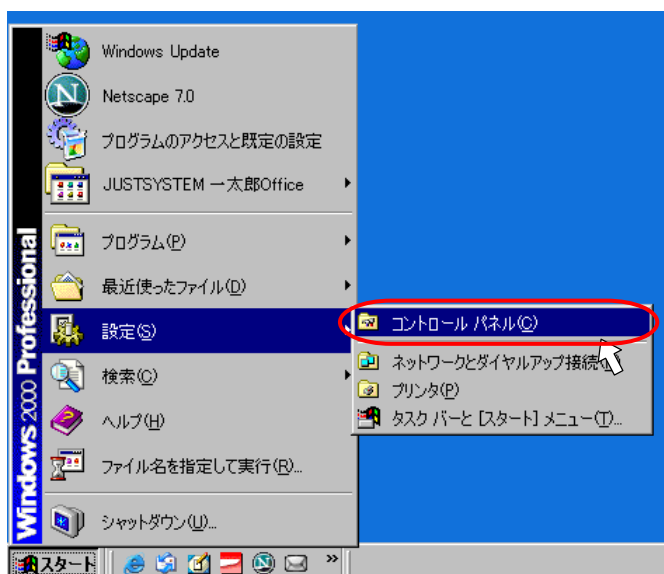 Windows Update
Netscape 7.0
プログラムのアクセスと既定の設定
JUSTSYSTEM 一太郎Office
プログラム(P)
最近使ったファイル(D)
設定(S)
検索(C)
ヘルプ(H)
ファイル名を指定して実行(R)...
シャットダウン(U)...
Windows 2000 Professional
コントロール パネル(C)
ネットワークとダイヤルアップ接続
プリンタ(P)
タスク バーと [スタート] メニュー(T)...
スタート